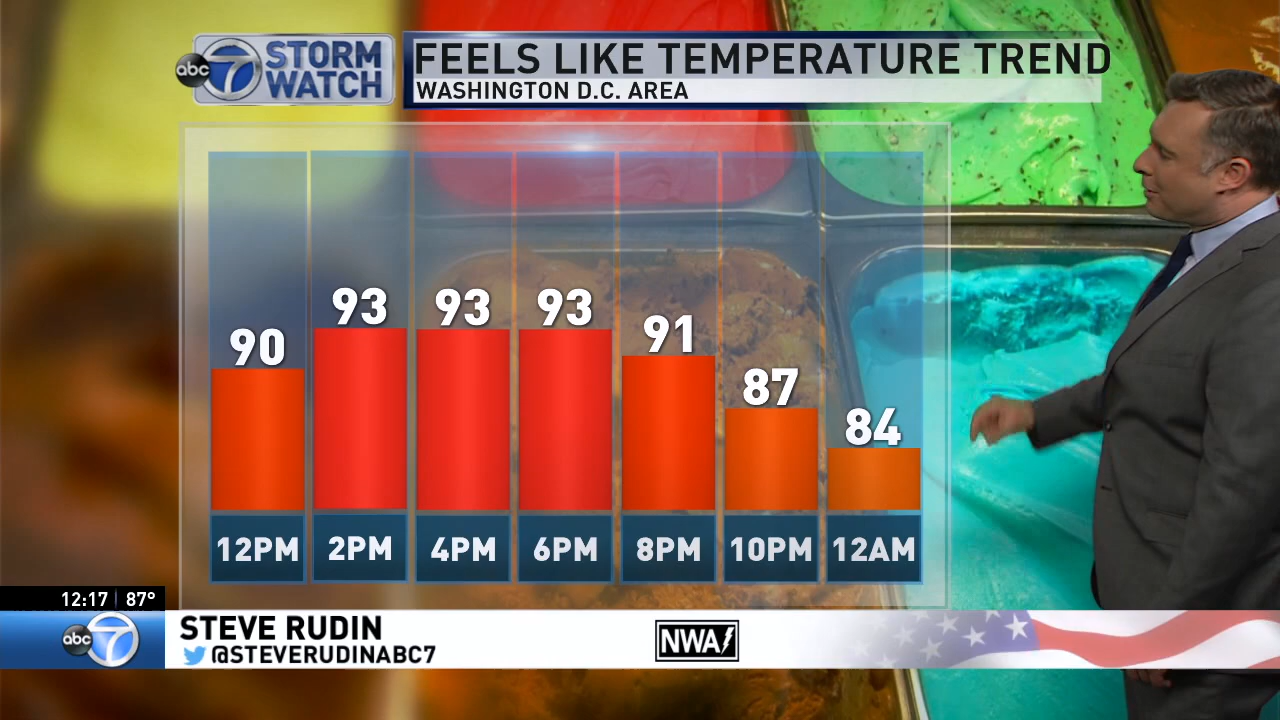 abc 7 STORM WATCH
FEELS LIKE TEMPERATURE TREND
WASHINGTON D.C. AREA
90 93 93 93 91 87 84
12PM 2PM 4PM 6PM 8PM 10PM 12AM
12:17 87°
abc 7
STEVE RUDIN
@STEVERUDINABC7
NWA